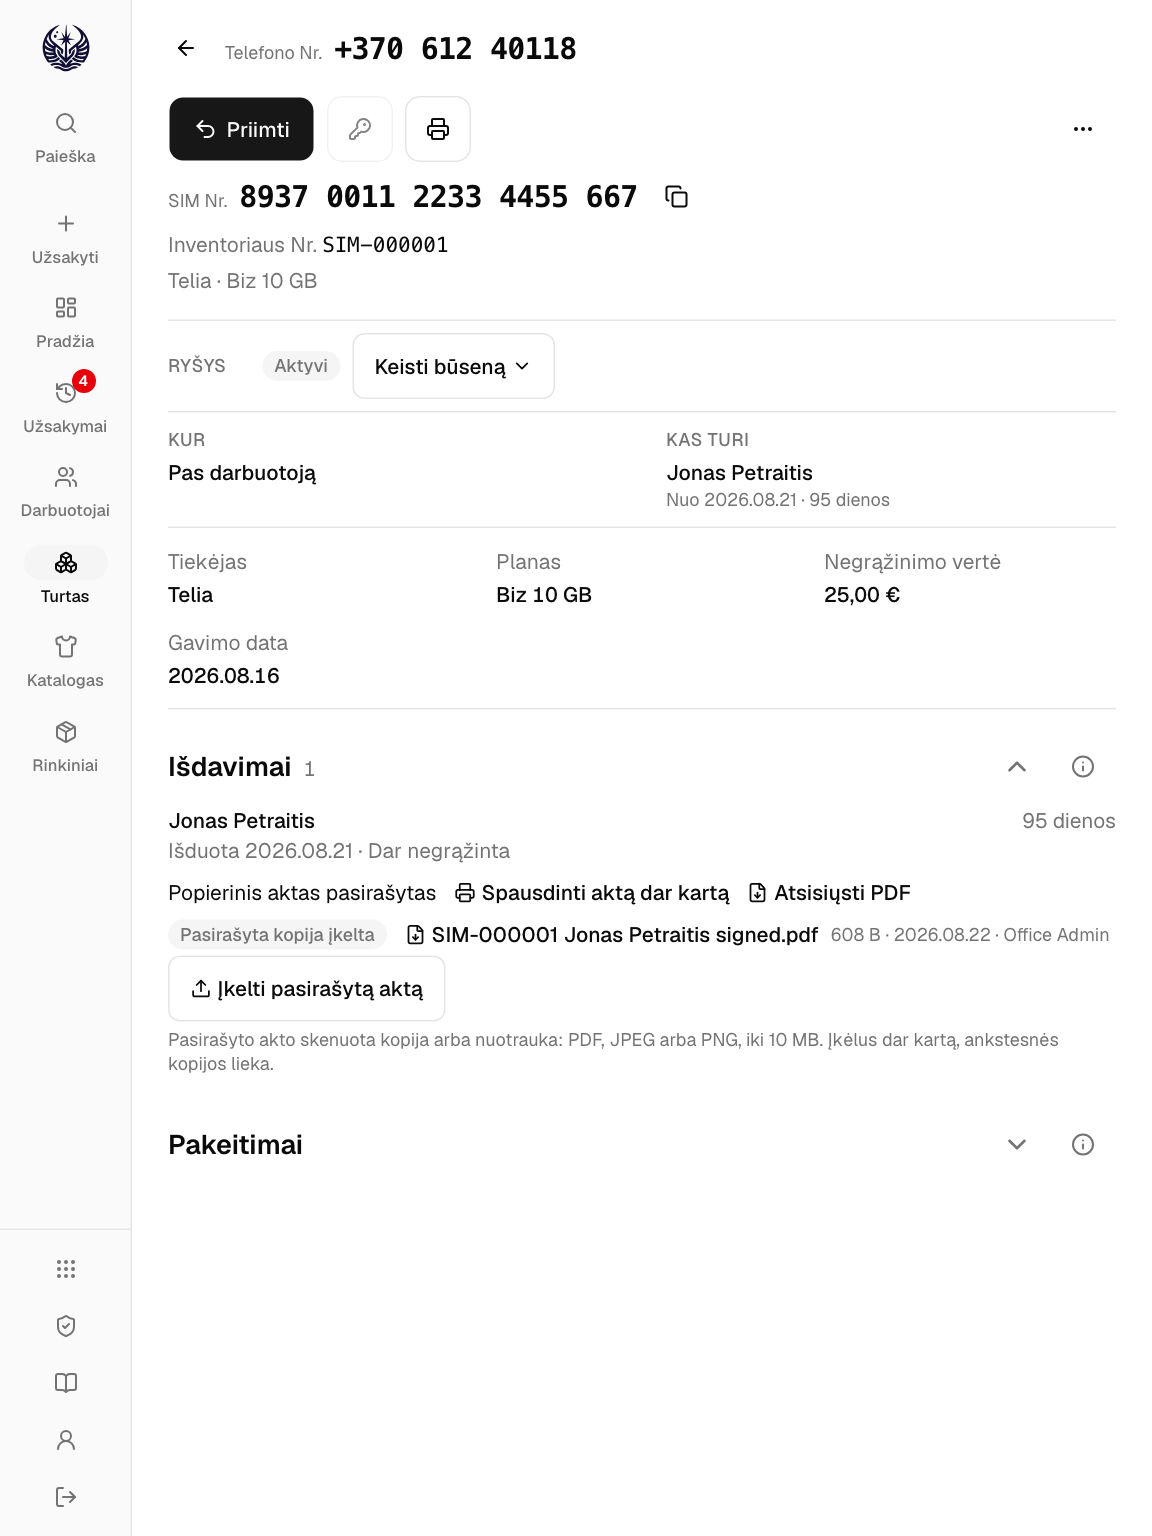 Telefono Nr. +370 612 40118
Priimti
SIM Nr. 8937 0011 2233 4455 667
Inventoriaus Nr. SIM-000001
Telia · Biz 10 GB
RYŠYS Aktyvi Keisti būseną
KUR
Pas darbuotoją
KAS TURI
Jonas Petraitis
Nuo 2026.08.21 · 95 dienos
Tiekėjas
Telia
Planas
Biz 10 GB
Negrąžinimo vertė
25,00 €
Gavimo data
2026.08.16
Išdavimai 1
Jonas Petraitis 95 dienos
Išduota 2026.08.21 · Dar negrąžinta
Popierinis aktas pasirašytas Spausdinti aktą dar kartą Atsisiųsti PDF
Pasirašyta kopija įkelta SIM-000001 Jonas Petraitis signed.pdf 608 B · 2026.08.22 · Office Admin
Įkelti pasirašytą aktą
Pasirašyto akto skenuota kopija arba nuotrauka: PDF, JPEG arba PNG, iki 10 MB. Įkėlus dar kartą, ankstesnės
kopijos lieka.
Pakeitimai
Paieška
Užsakyti
Pradžia
4
Užsakymai
Darbuotojai
Turtas
Katalogas
Rinkiniai